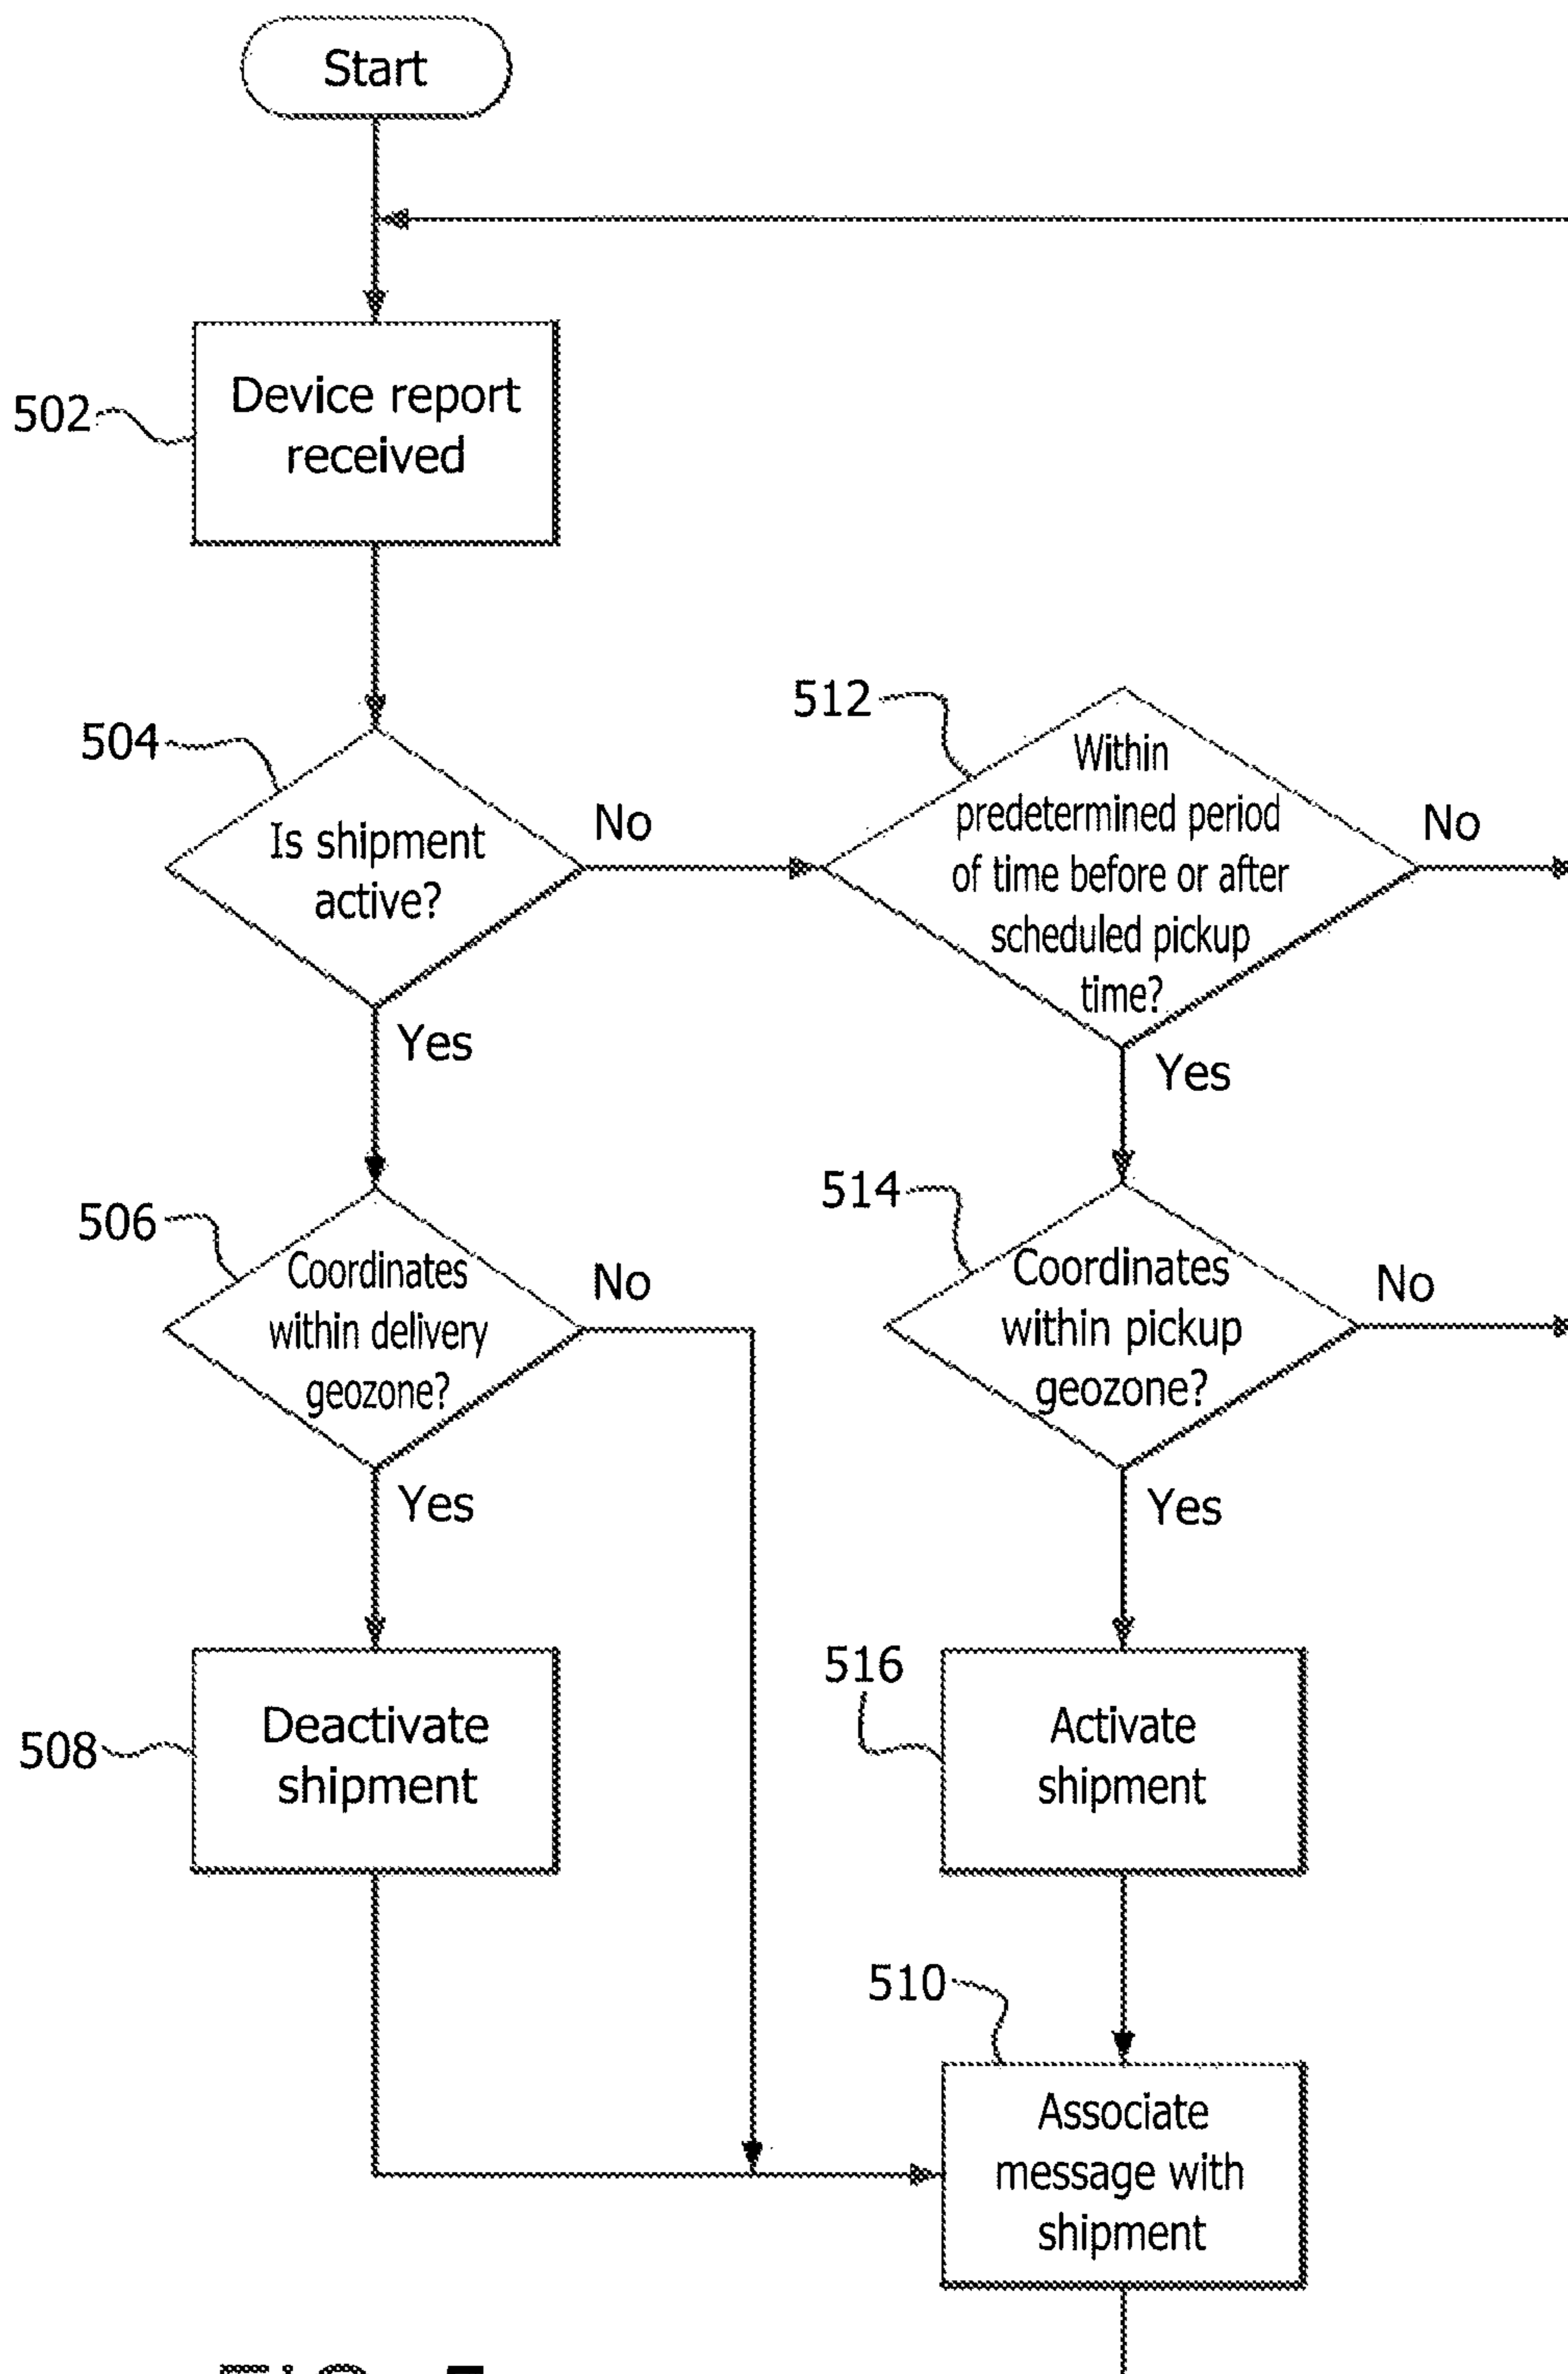 Start
502
Device report
received
504
Is shipment
active?
No
Yes
512
Within
predetermined period
of time before or after
scheduled pickup
time?
No
Yes
506
Coordinates
within delivery
geozone?
No
Yes
514
Coordinates
within pickup
geozone?
No
Yes
508
Deactivate
shipment
516
Activate
shipment
510
Associate
message with
shipment